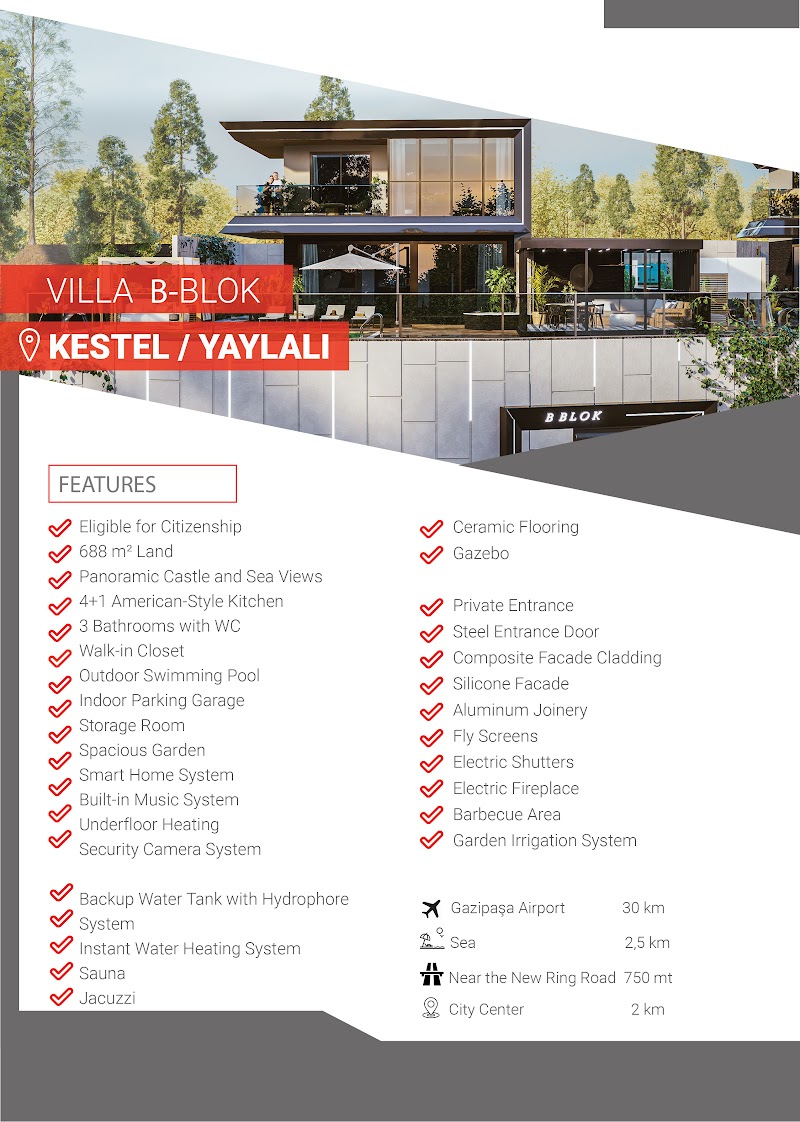 VILLA B-BLOK
KESTEL / YAYLALI
B BLOK
FEATURES
Eligible for Citizenship
688 m² Land
Panoramic Castle and Sea Views
4+1 American-Style Kitchen
3 Bathrooms with WC
Walk-in Closet
Outdoor Swimming Pool
Indoor Parking Garage
Storage Room
Spacious Garden
Smart Home System
Built-in Music System
Underfloor Heating
Security Camera System
Backup Water Tank with Hydrophore
System
Instant Water Heating System
Sauna
Jacuzzi
Ceramic Flooring
Gazebo
Private Entrance
Steel Entrance Door
Composite Facade Cladding
Silicone Facade
Aluminum Joinery
Fly Screens
Electric Shutters
Electric Fireplace
Barbecue Area
Garden Irrigation System
Gazipaşa Airport 30 km
Sea 2,5 km
Near the New Ring Road 750 mt
City Center 2 km